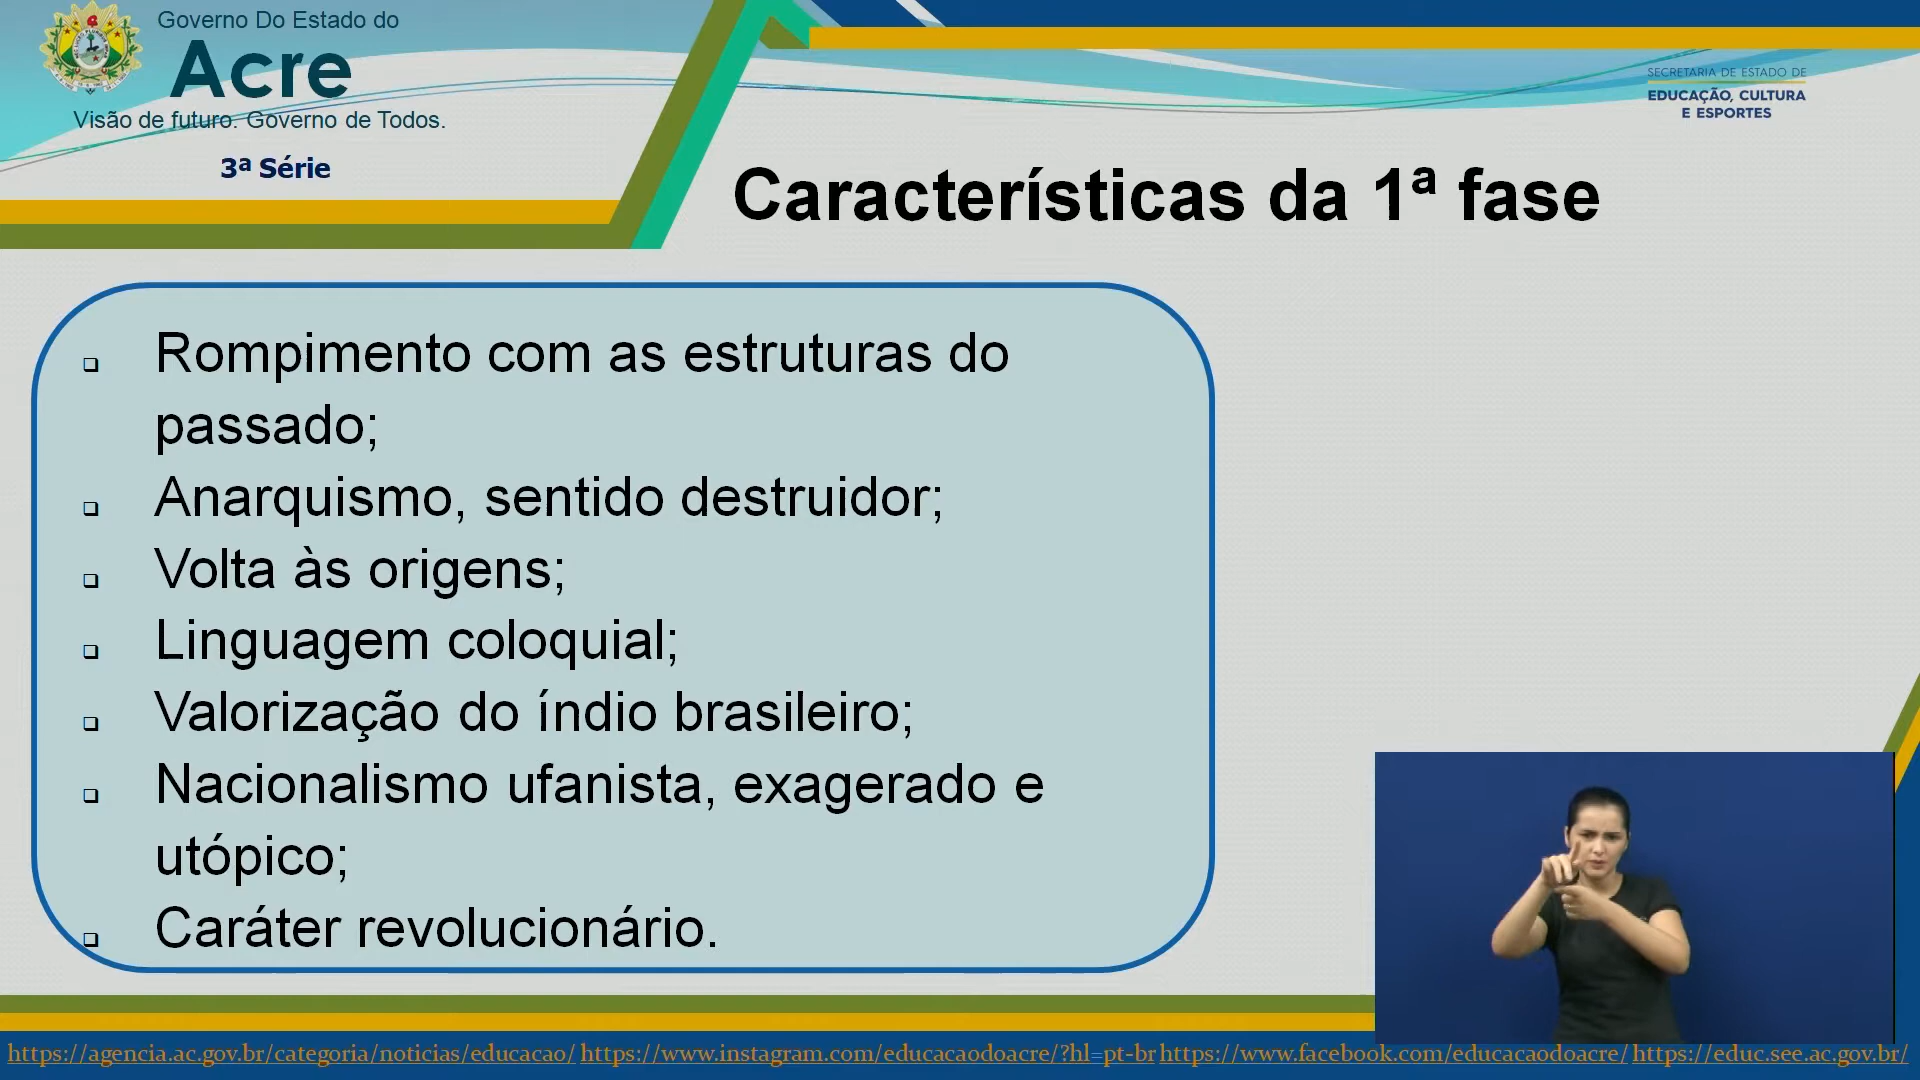 Governo Do Estado do
Acre
Visão de futuro. Governo de Todos.
3ª Série
SECRETARIA DE ESTADO DE
EDUCAÇÃO, CULTURA
E ESPORTES
Características da 1ª fase
Rompimento com as estruturas do
passado;
Anarquismo, sentido destruidor;
Volta às origens;
Linguagem coloquial;
Valorização do índio brasileiro;
Nacionalismo ufanista, exagerado e
utópico;
Caráter revolucionário.
https://agencia.ac.gov.br/categoria/noticias/educacao/ https://www.instagram.com/educacaodoacre/?hl=pt-br https://www.facebook.com/educacaodoacre/ https://educ.see.ac.gov.br/